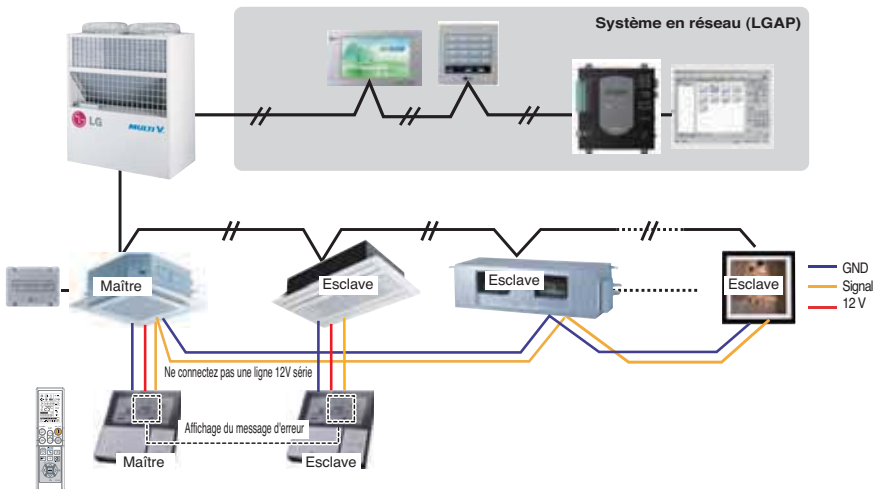 Système en réseau (LGAP)
LG
MULTI V.
Maître
Esclave
Esclave
Esclave
GND
Signal
12 V
Ne connectez pas une ligne 12V série
Affichage du message d'erreur
Maître
Esclave